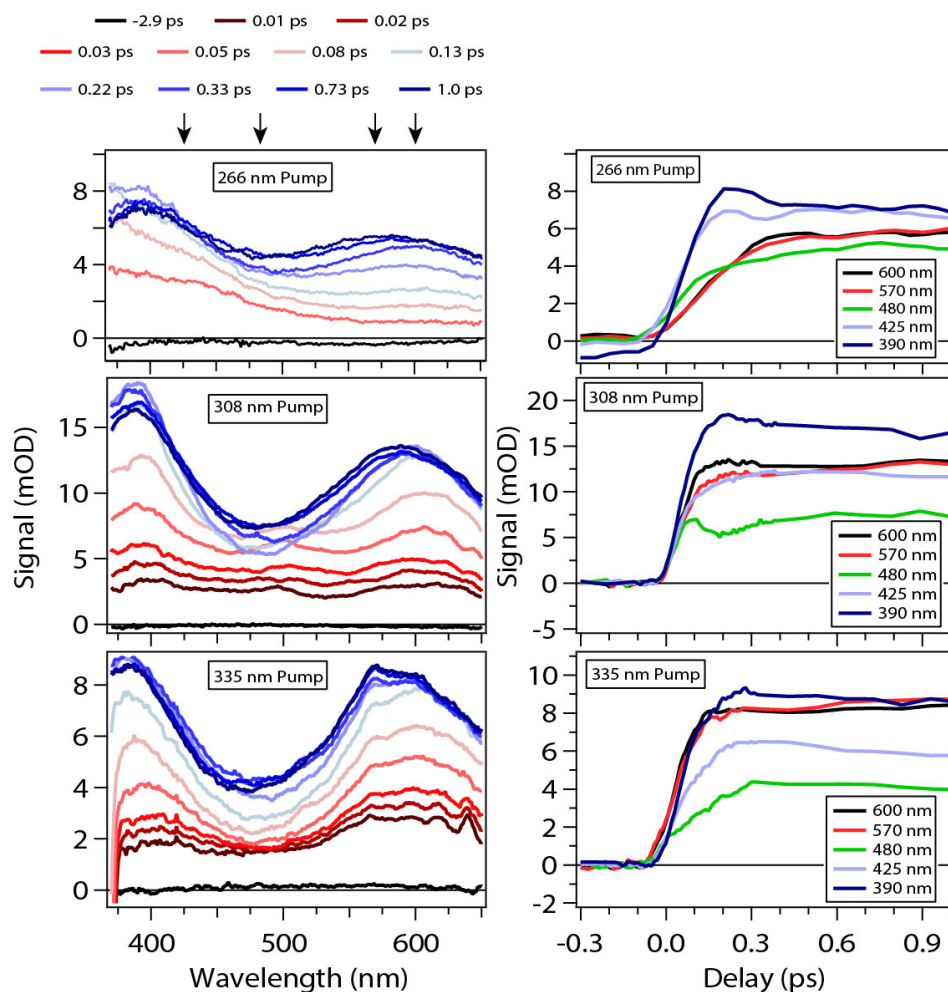 -2.9 ps 0.01 ps 0.02 ps
0.03 ps 0.05 ps 0.08 ps 0.13 ps
0.22 ps 0.33 ps 0.73 ps 1.0 ps
266 nm Pump
8
4
0
308 nm Pump
15
10
5
0
335 nm Pump
8
6
4
2
0
400 500 600
Signal (mOD)
Wavelength (nm)
266 nm Pump
8
6
4
2
0
600 nm
570 nm
480 nm
425 nm
390 nm
308 nm Pump
20
15
10
5
0
-5
600 nm
570 nm
480 nm
425 nm
390 nm
335 nm Pump
10
8
6
4
2
0
-2
600 nm
570 nm
480 nm
425 nm
390 nm
-0.3 0.0 0.3 0.6 0.9
Signal (mOD)
Delay (ps)